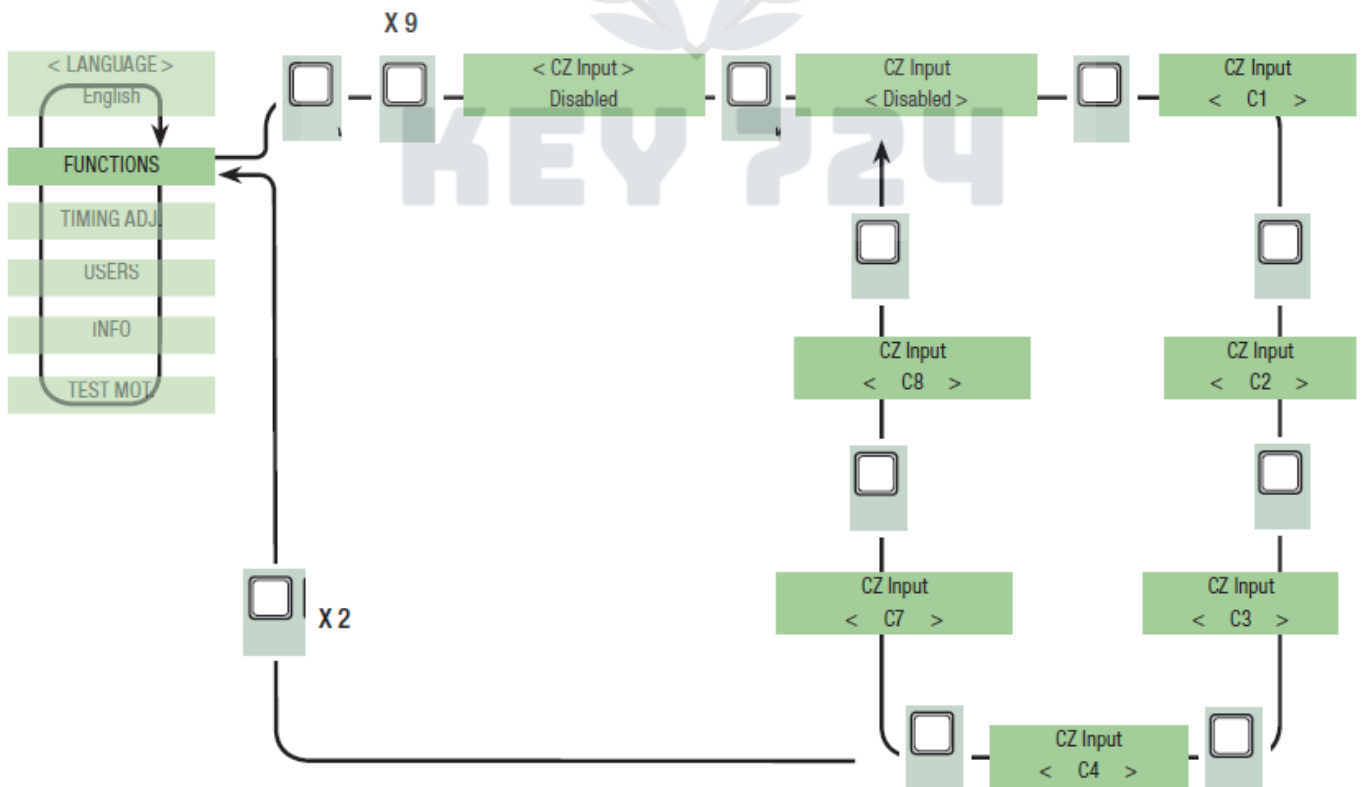 X 9
< LANGUAGE >
English
FUNCTIONS
TIMING ADJ.
USERS
INFO
TEST MOT.
< CZ Input >
Disabled
CZ Input
< Disabled >
CZ Input
< C1 >
KEY 724
CZ Input
< C8 >
CZ Input
< C2 >
CZ Input
< C7 >
CZ Input
< C3 >
X 2
CZ Input
< C4 >